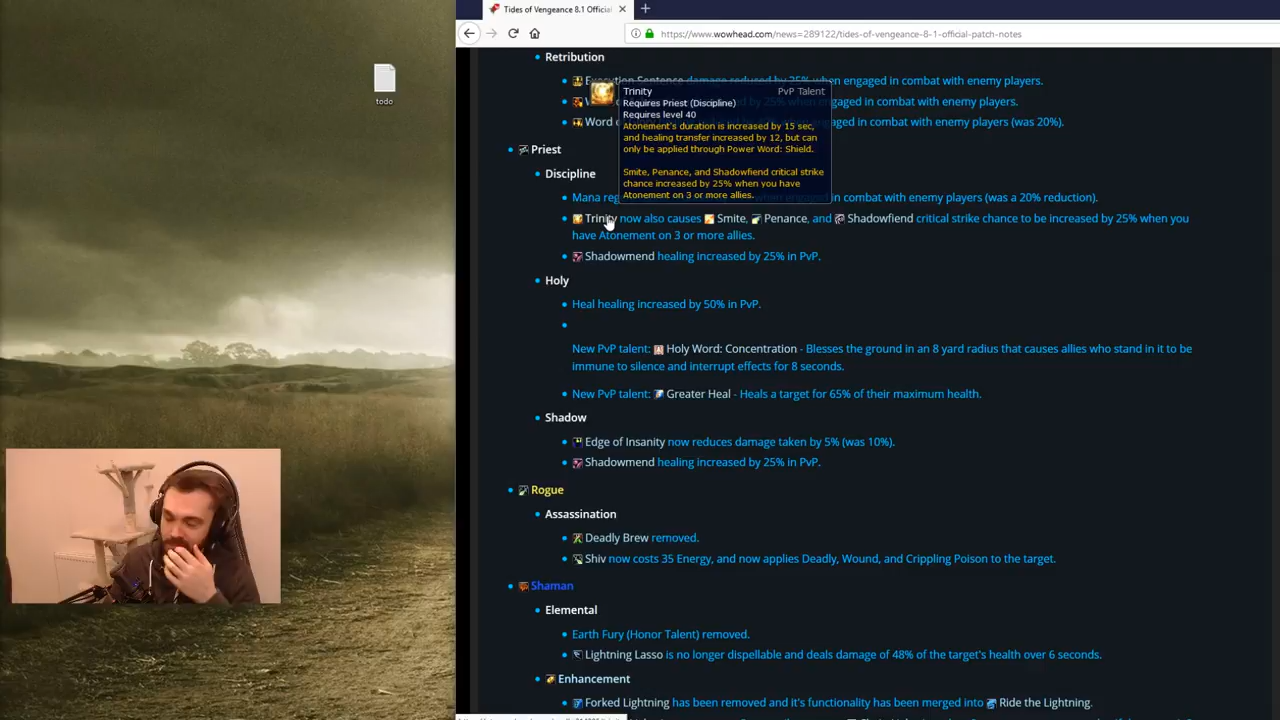 Tides of Vengeance 8.1 Official
https://www.wowhead.com/news=289122/tides-of-vengeance-8-1-official-patch-notes
todo
Retribution
Execution Sentence damage reduced by 25% when engaged in combat with enemy players.
Trinity PvP Talent
Requires Priest (Discipline)
Requires level 40
Atonement's duration is increased by 15 sec,
and healing transfer increased by 12, but can
only be applied through Power Word: Shield.
Smite, Penance, and Shadowfiend critical strike
chance increased by 25% when you have
Atonement on 3 or more allies.
by 25% when engaged in combat with enemy players.
Word engaged in combat with enemy players (was 20%).
Priest
Discipline
Mana in combat with enemy players (was a 20% reduction).
Trinity now also causes Smite, Penance, and Shadowfiend critical strike chance to be increased by 25% when you
have Atonement on 3 or more allies.
Shadowmend healing increased by 25% in PvP.
Holy
Heal healing increased by 50% in PvP.
New PvP talent: Holy Word: Concentration - Blesses the ground in an 8 yard radius that causes allies who stand in it to be
immune to silence and interrupt effects for 8 seconds.
New PvP talent: Greater Heal - Heals a target for 65% of their maximum health.
Shadow
Edge of Insanity now reduces damage taken by 5% (was 10%).
Shadowmend healing increased by 25% in PvP.
Rogue
Assassination
Deadly Brew removed.
Shiv now costs 35 Energy, and now applies Deadly, Wound, and Crippling Poison to the target.
Shaman
Elemental
Earth Fury (Honor Talent) removed.
Lightning Lasso is no longer dispellable and deals damage of 48% of the target's health over 6 seconds.
Enhancement
Forked Lightning has been removed and it's functionality has been merged into Ride the Lightning.